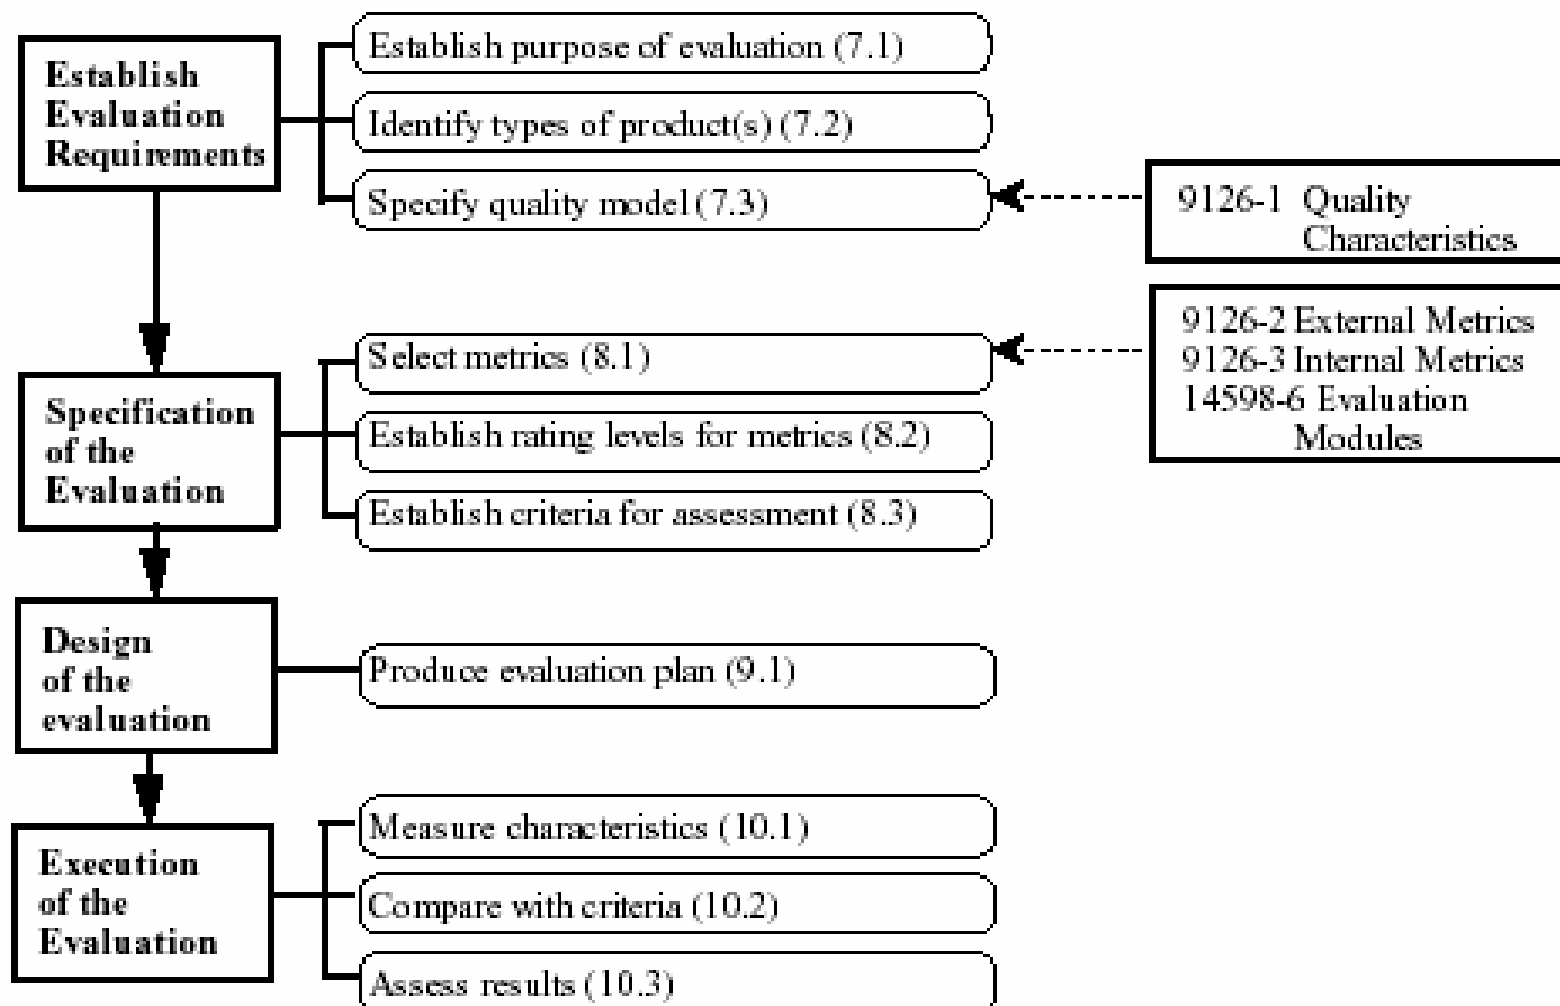 Establish
Evaluation
Requirements
Establish purpose of evaluation (7.1)
Identify types of product(s) (7.2)
Specify quality model (7.3)
9126-1 Quality
Characteristics
9126-2 External Metrics
9126-3 Internal Metrics
14598-6 Evaluation
Modules
Specification
of the
Evaluation
Select metrics (8.1)
Establish rating levels for metrics (8.2)
Establish criteria for assessment (8.3)
Design
of the
evaluation
Produce evaluation plan (9.1)
Execution
of the
Evaluation
Measure characteristics (10.1)
Compare with criteria (10.2)
Assess results (10.3)